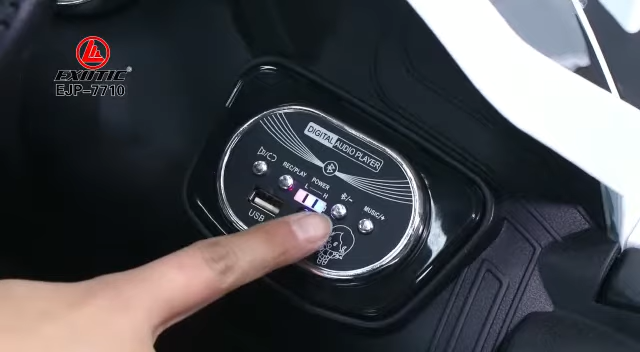 EXOTIC
EJP-7710
DIGITAL AUDIO PLAYER
REC/PLAY
POWER
L H
MUSIC/+
USB